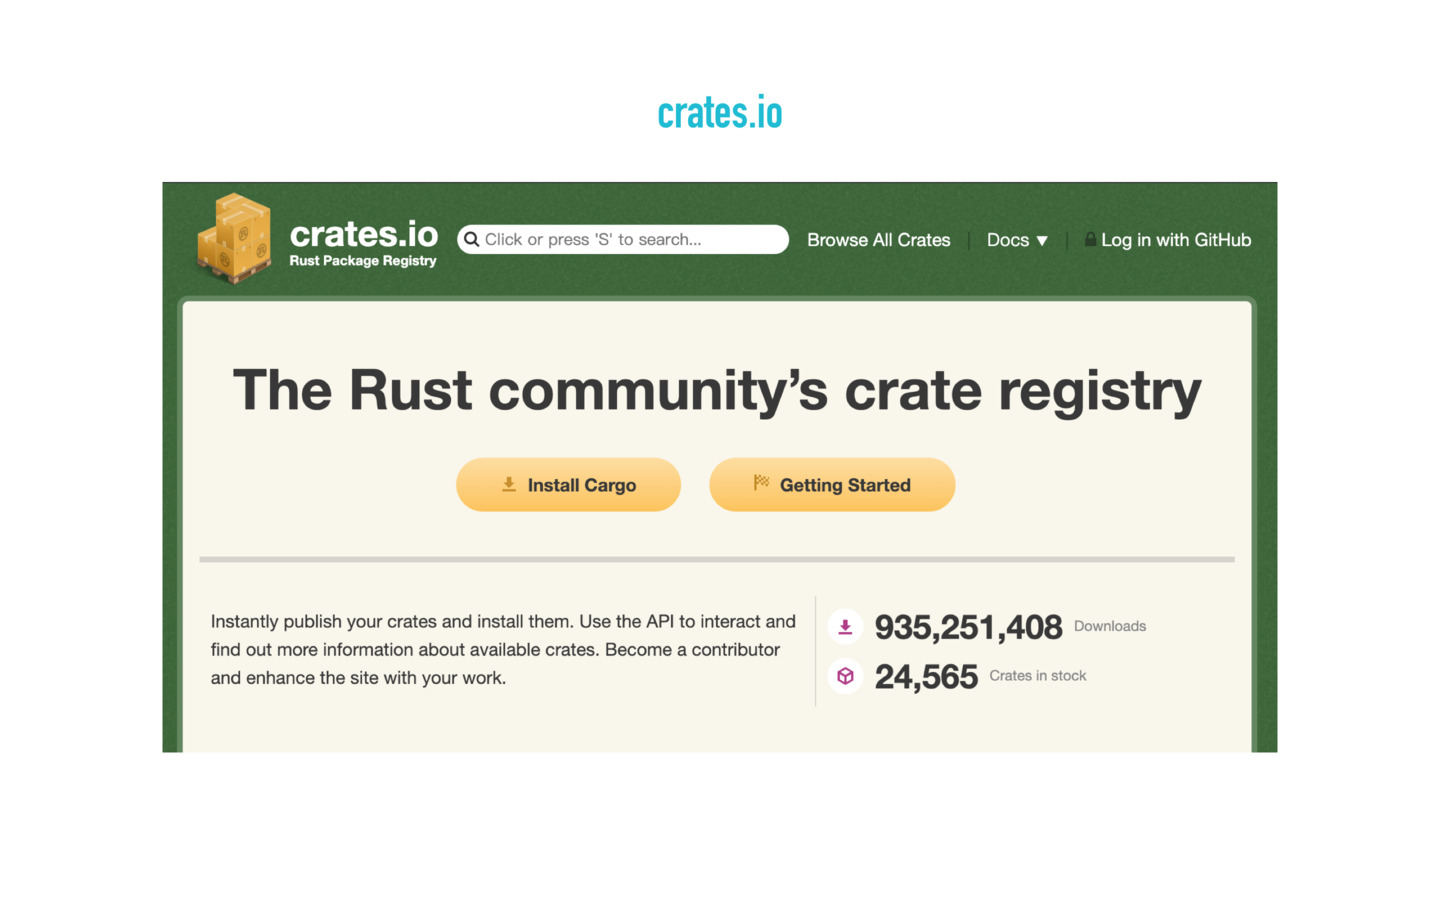 crates.io
crates.io
Rust Package Registry
Click or press 'S' to search...
Browse All Crates
Docs ▼
Log in with GitHub
The Rust community’s crate registry
Install Cargo
Getting Started
Instantly publish your crates and install them. Use the API to interact and
find out more information about available crates. Become a contributor
and enhance the site with your work.
935,251,408 Downloads
24,565 Crates in stock